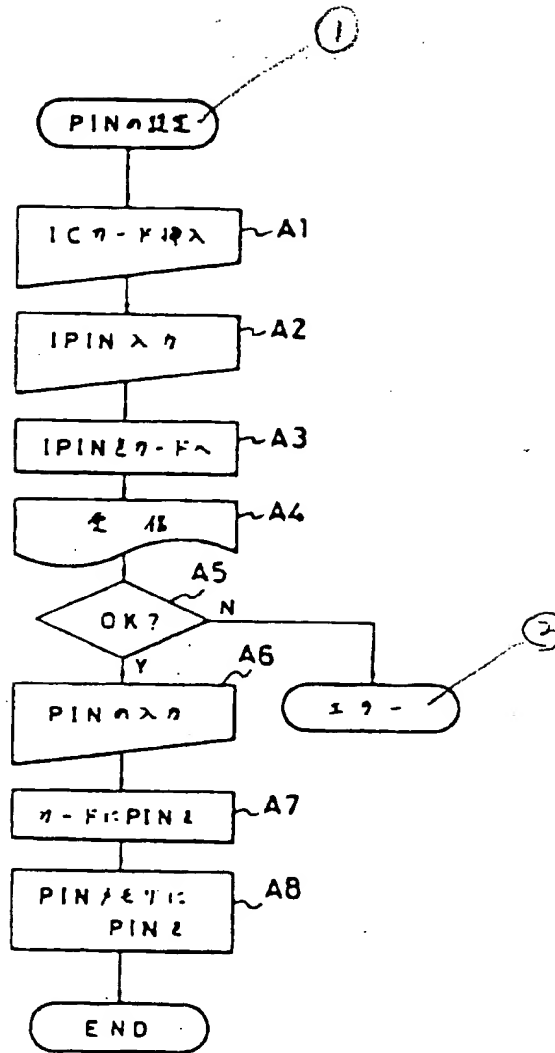 ①
PINの設定
ICカード挿入
A1
IPIN入力
A2
IPINをカードへ
A3
受信
A4
A5
OK?
N
Y
A6
②
PINの入力
エラー
カードにPINを
A7
PINメモリに
PINを
A8
END